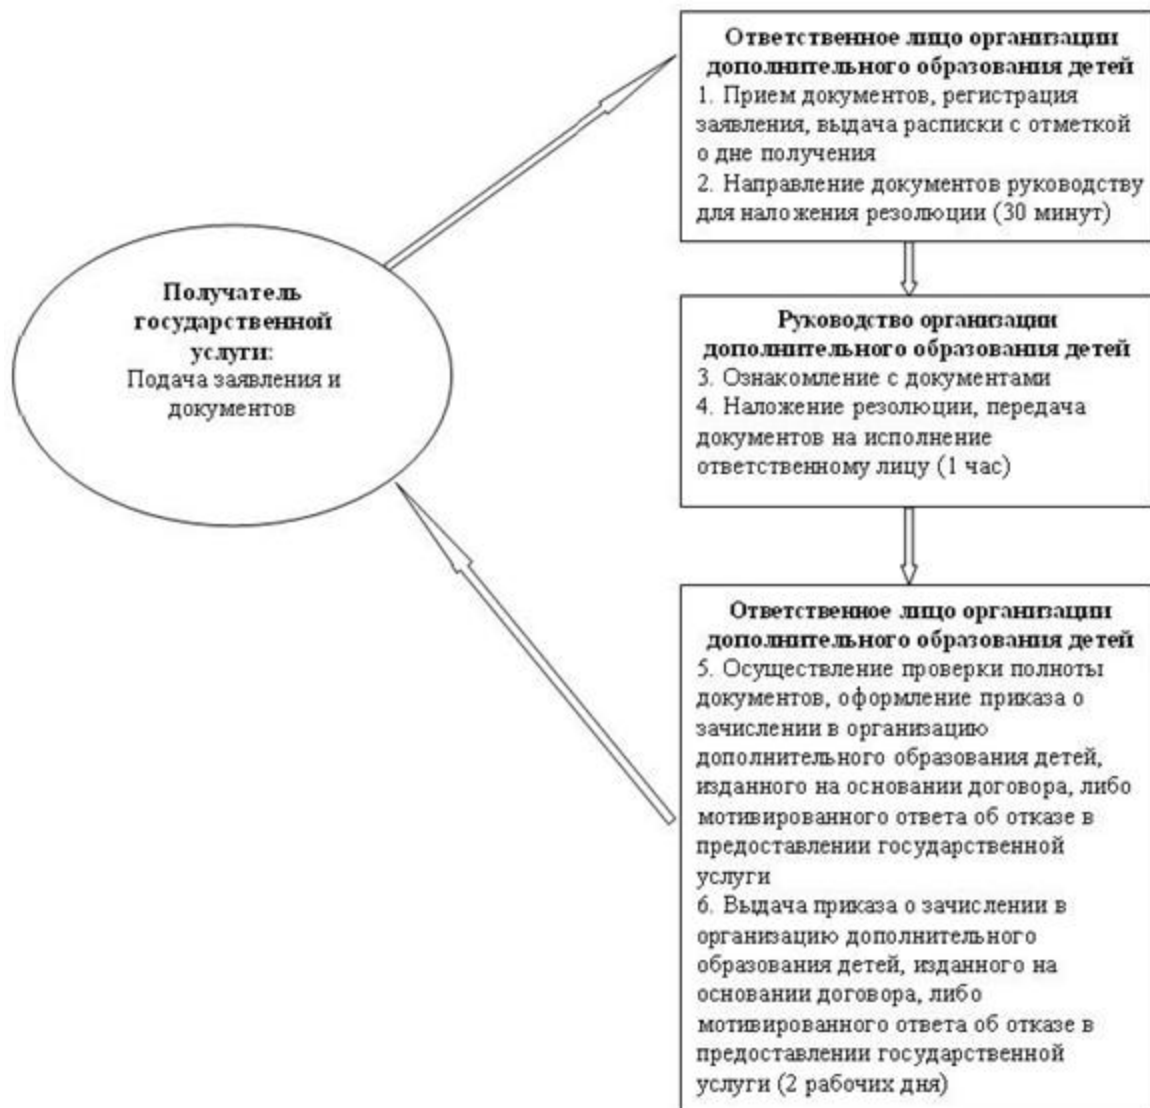 Получатель
государственной
услуги:
Подача заявления и
документов
Ответственное лицо организации
дополнительного образования детей
1. Прием документов, регистрация
заявления, выдача расписки с отметкой
о дне получения
2. Направление документов руководству
для наложения резолюции (30 минут)
Руководство организации
дополнительного образования детей
3. Ознакомление с документами
4. Наложение резолюции, передача
документов на исполнение
ответственному лицу (1 час)
Ответственное лицо организации
дополнительного образования детей
5. Осуществление проверки полноты
документов, оформление приказа о
зачислении в организацию
дополнительного образования детей,
изданного на основании договора, либо
мотивированного ответа об отказе в
предоставлении государственной
услуги
6. Выдача приказа о зачислении в
организацию дополнительного
образования детей, изданного на
основании договора, либо
мотивированного ответа об отказе в
предоставлении государственной
услуги (2 рабочих дня)